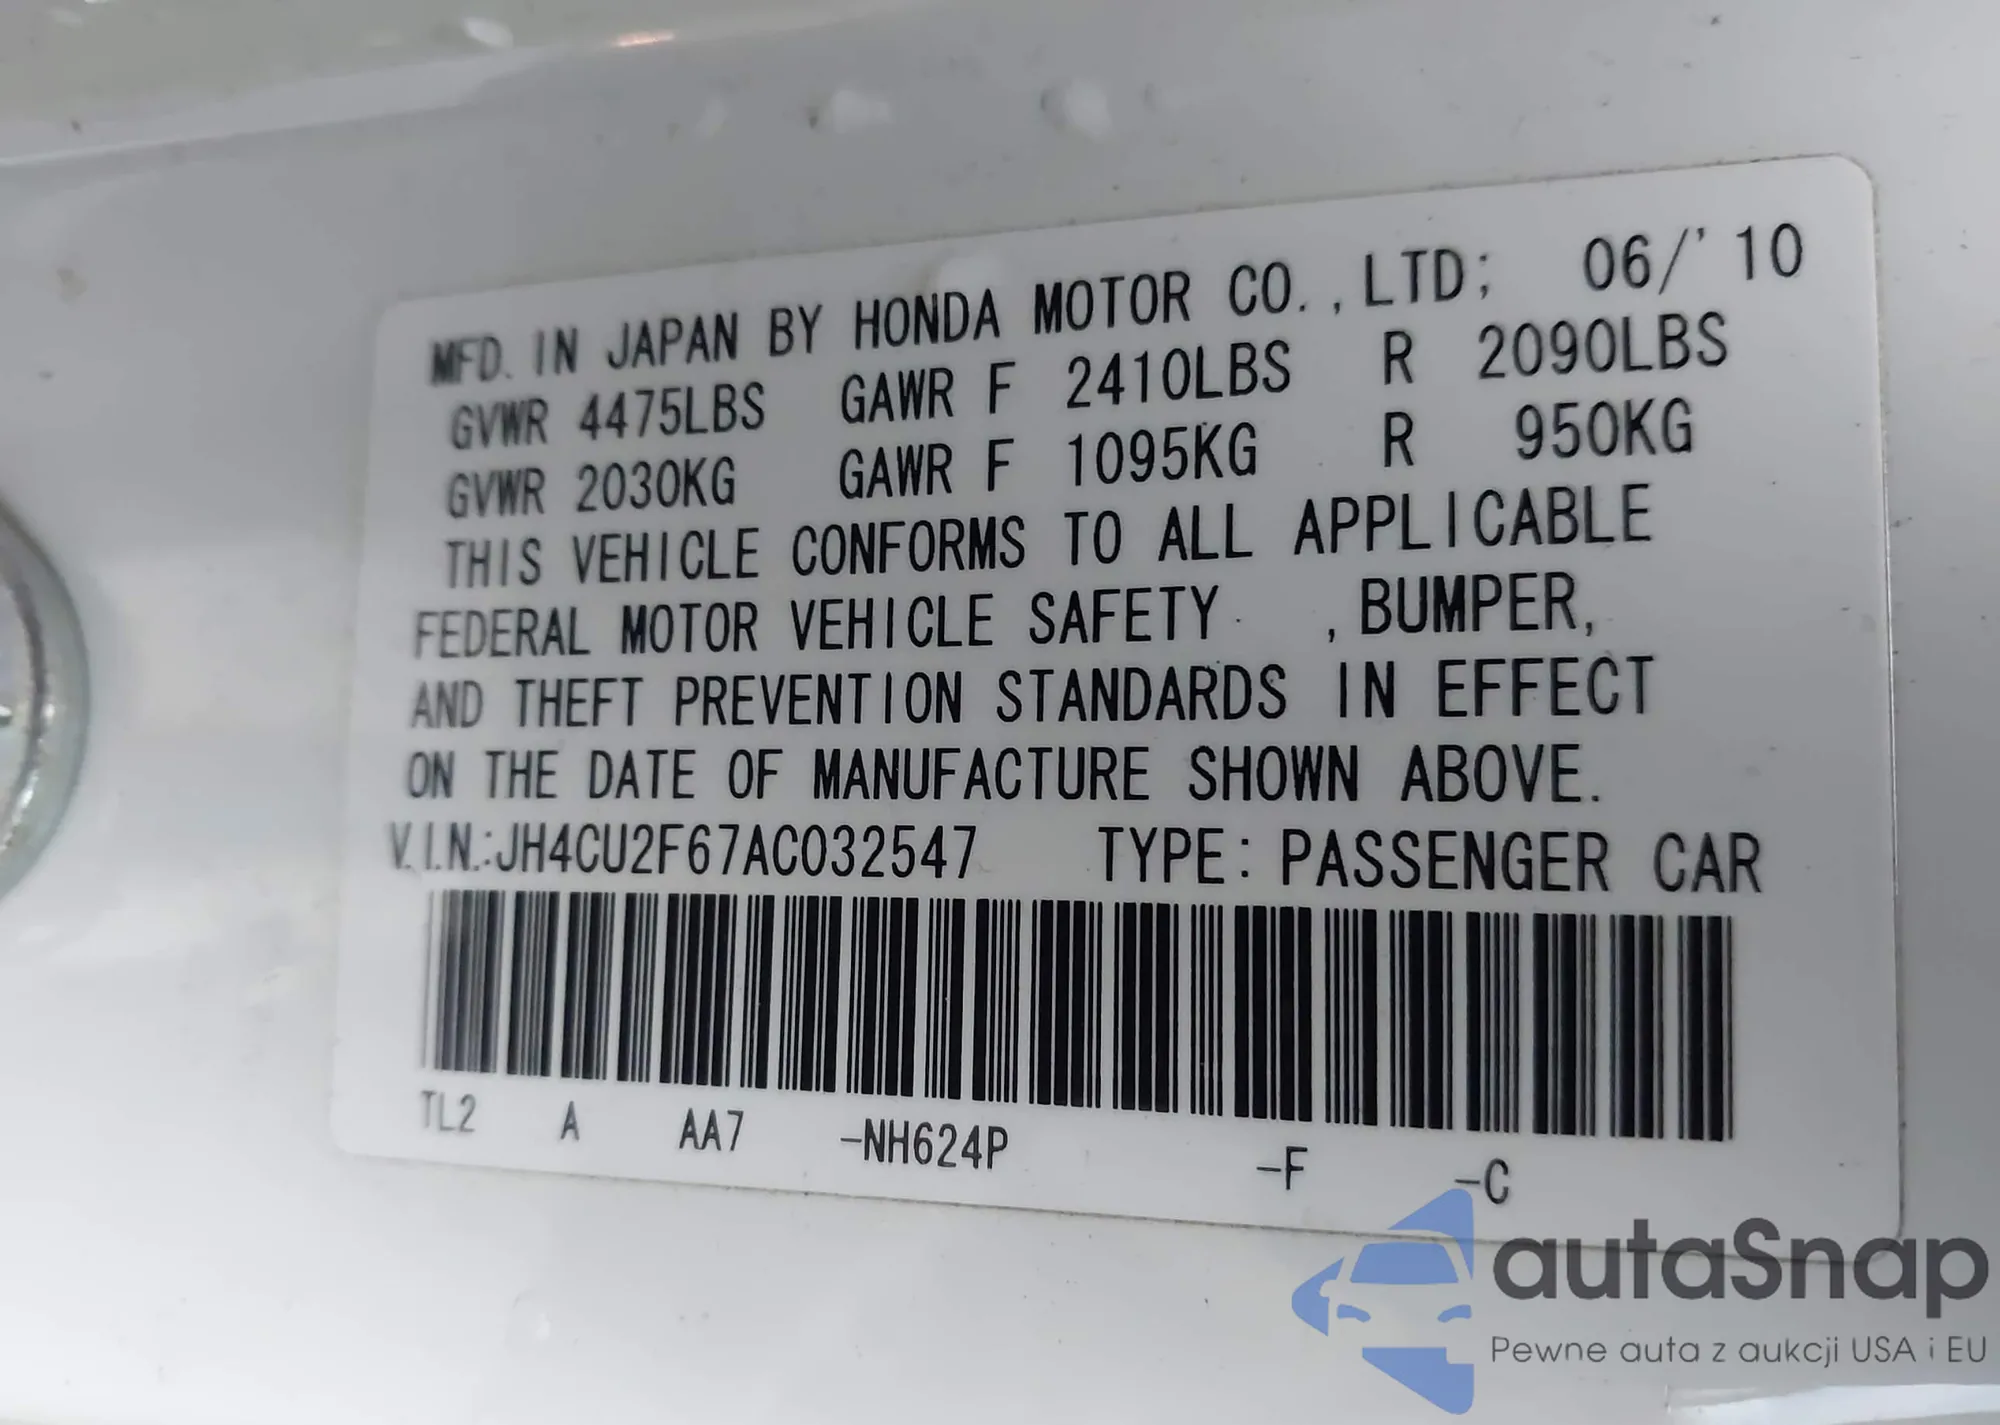 MFD. IN JAPAN BY HONDA MOTOR CO.,LTD; 06/'10
GVWR 4475LBS GAWR F 2410LBS R 2090LBS
GVWR 2030KG GAWR F 1095KG R 950KG
THIS VEHICLE CONFORMS TO ALL APPLICABLE
FEDERAL MOTOR VEHICLE SAFETY , BUMPER,
AND THEFT PREVENTION STANDARDS IN EFFECT
ON THE DATE OF MANUFACTURE SHOWN ABOVE.
V.I.N.:JH4CU2F67AC032547 TYPE: PASSENGER CAR
TL2 A AA7 -NH624P -F -C
autaSnap
Pewne auta z aukcji USA i EU